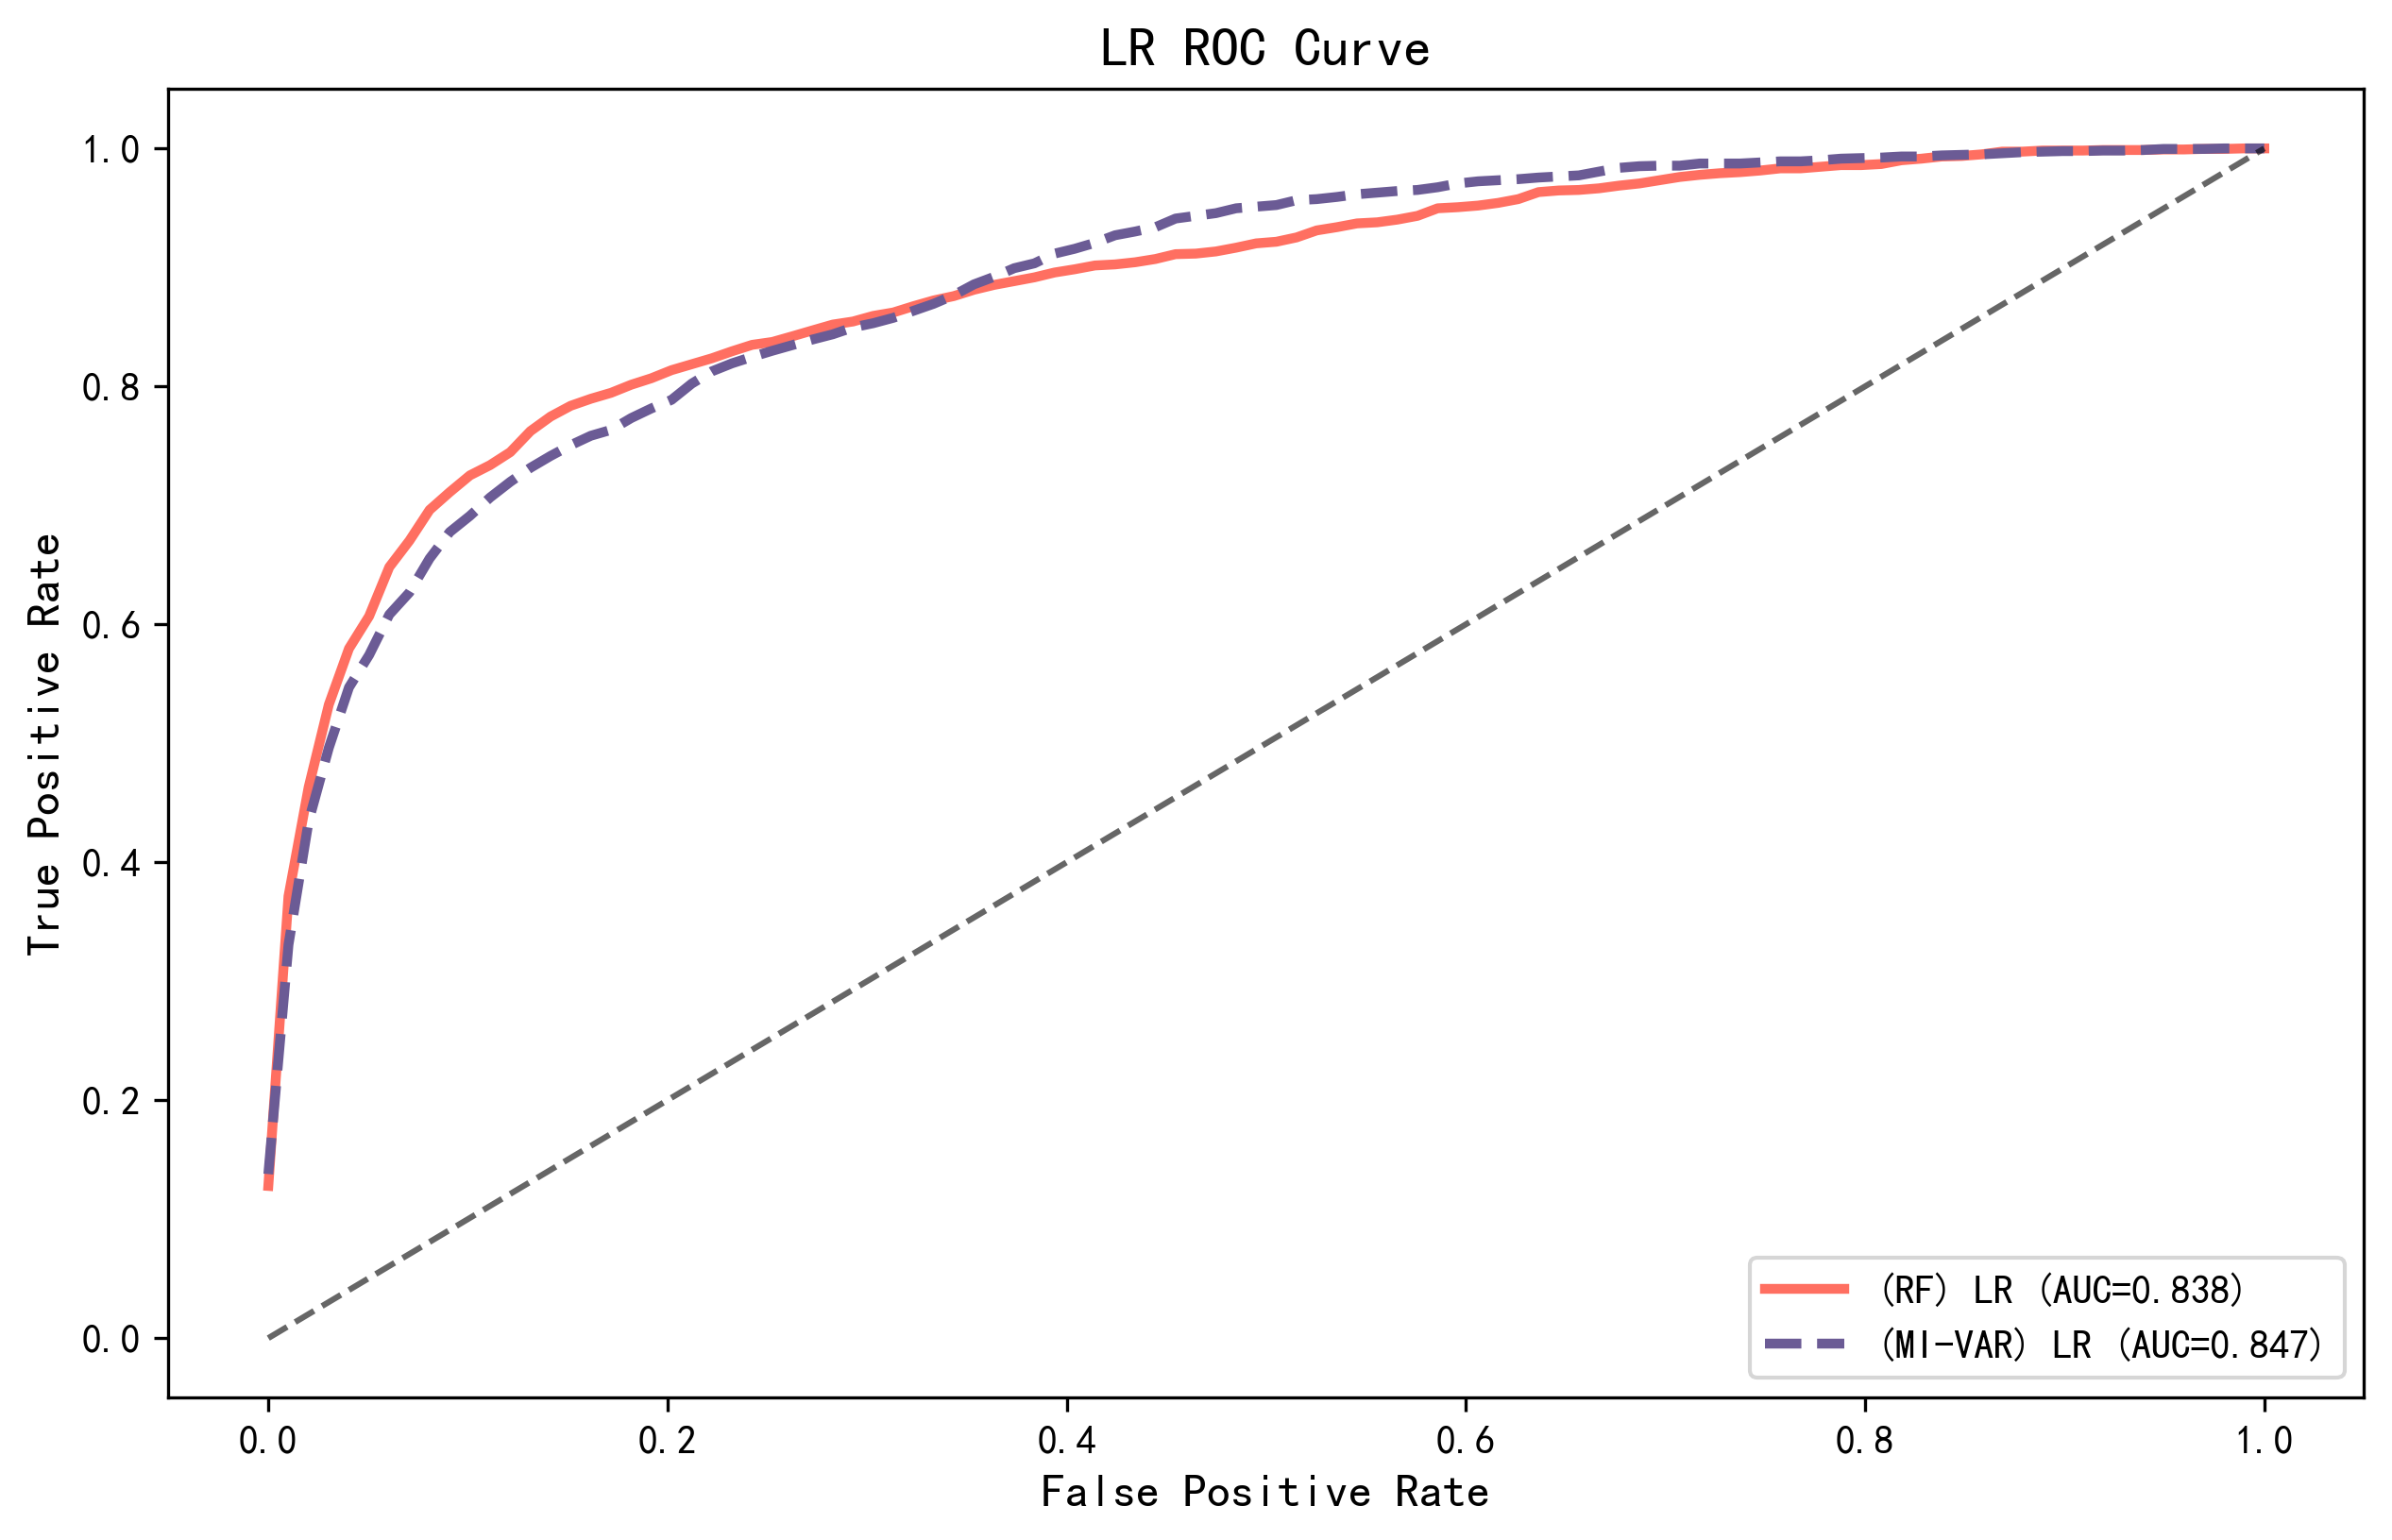 LR ROC Curve
True Positive Rate
1.0
0.8
0.6
0.4
0.2
0.0
0.0 0.2 0.4 0.6 0.8 1.0
False Positive Rate
(RF) LR (AUC=0.838)
(MI-VAR) LR (AUC=0.847)